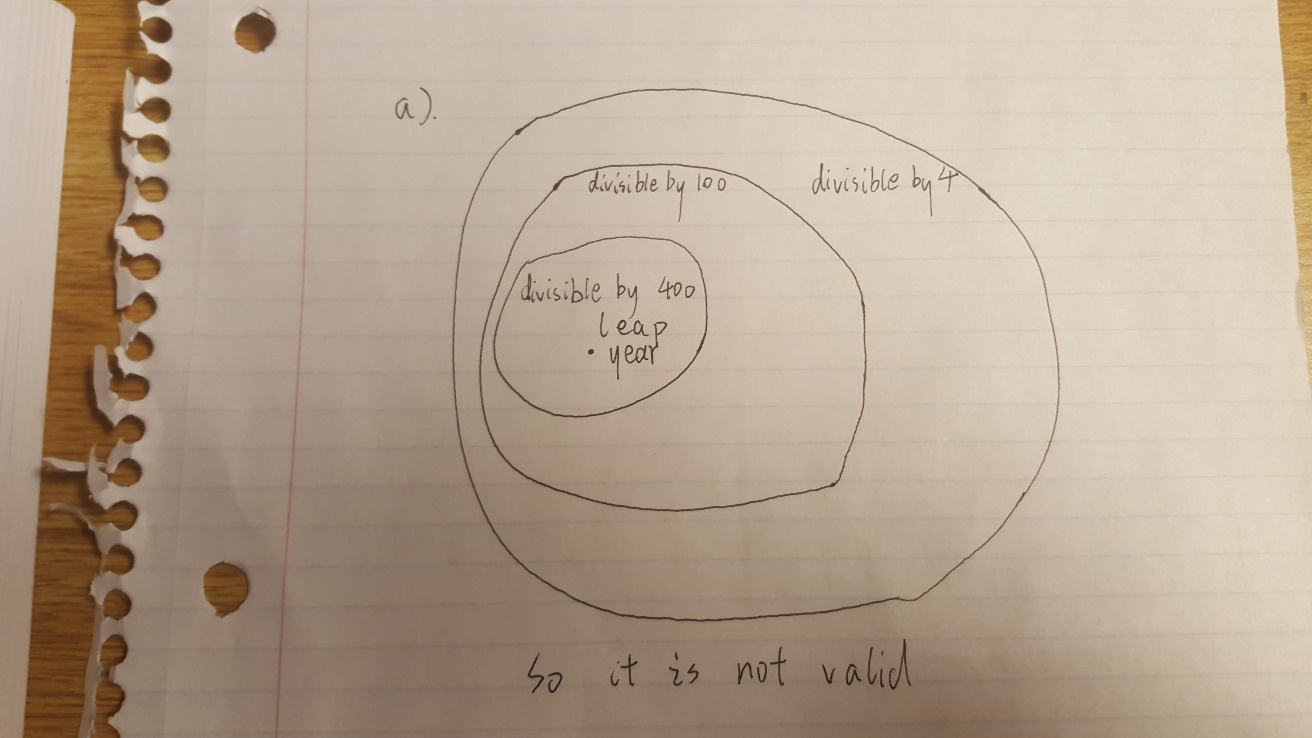 a).
divisible by 100
divisible by 4
divisible by 400
leap
year
So it is not valid